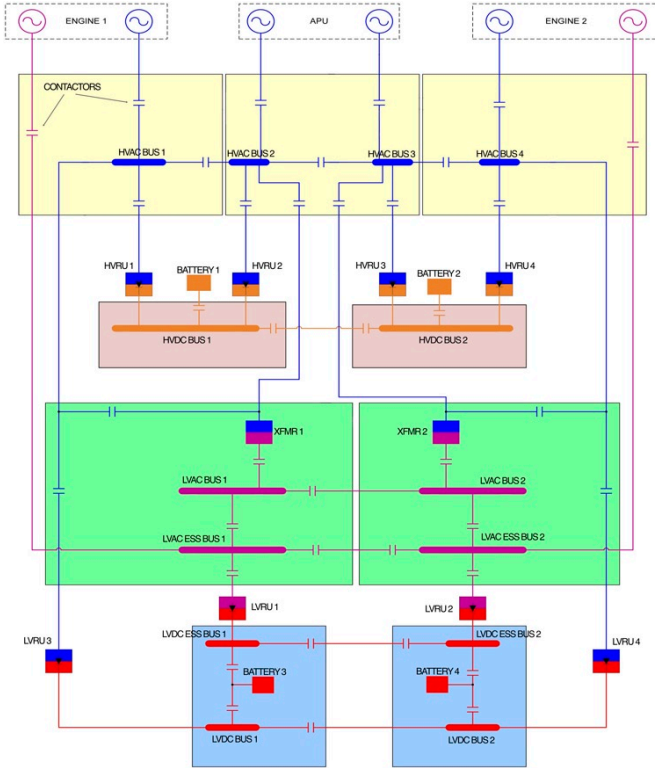 ENGINE 1
APU
ENGINE 2
CONTACTORS
HVAC BUS 1
HVAC BUS 2
HVAC BUS 3
HVAC BUS 4
HVRU 1
BATTERY 1
HVRU 2
HVRU 3
BATTERY 2
HVRU 4
HVDC BUS 1
HVDC BUS 2
XFMR 1
XFMR 2
LVAC BUS 1
LVAC BUS 2
LVAC ESS BUS 1
LVAC ESS BUS 2
LVRU 1
LVRU 2
LVRU 3
LVDC ESS BUS 1
LVDC ESS BUS 2
LVRU 4
BATTERY 3
BATTERY 4
LVDC BUS 1
LVDC BUS 2